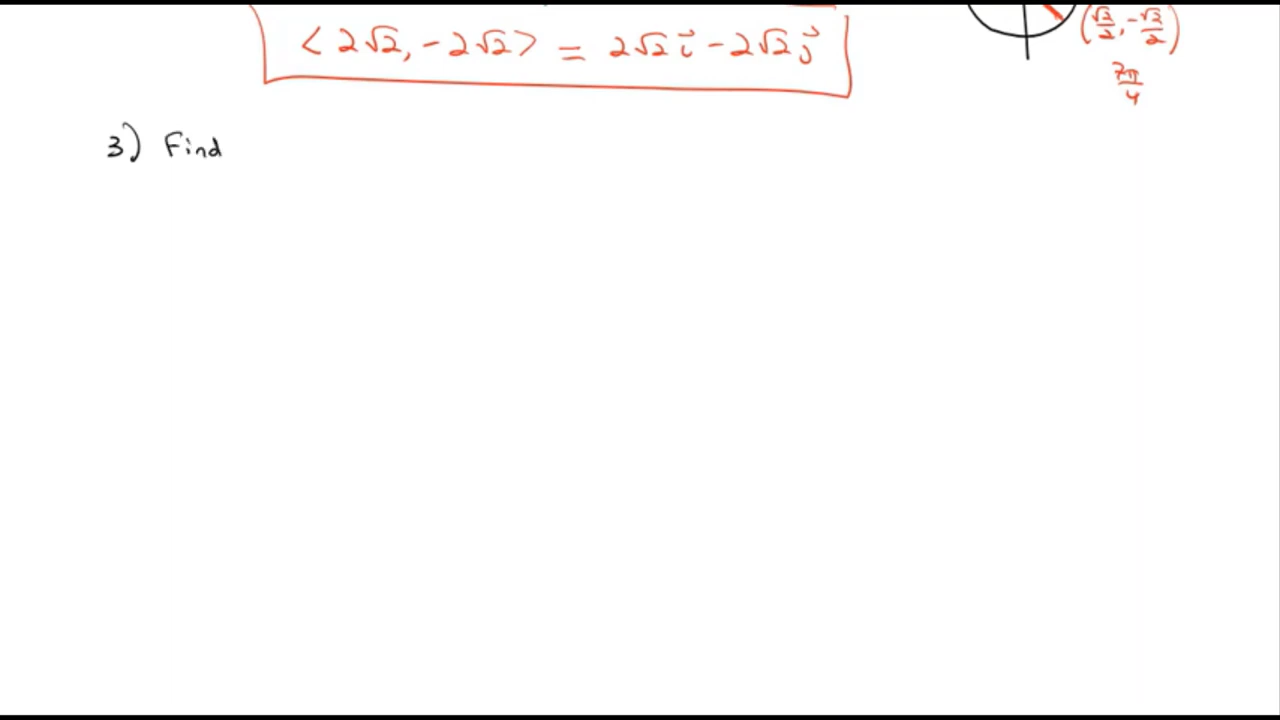 < 2√2, -2√2 > = 2√2 i⃗ - 2√2 j⃗
(√2/2, -√2/2)
7π/4
3) Find